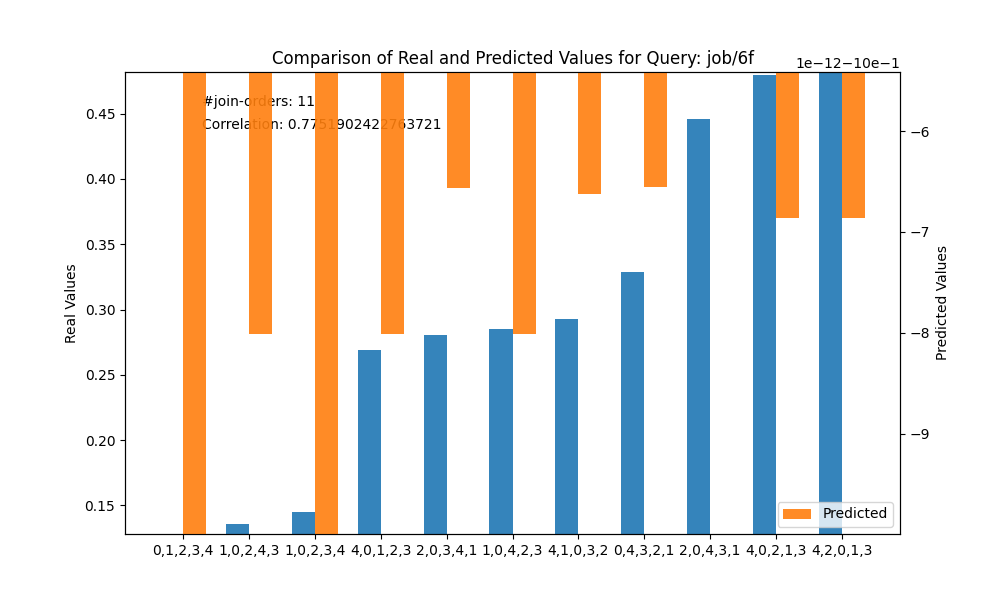 Comparison of Real and Predicted Values for Query: job/6f
1e−12−10e−1
#join-orders: 11
Correlation: 0.7751902422763721
0.45
0.40
0.35
0.30
0.25
0.20
0.15
Real Values
−6
−7
−8
−9
Predicted Values
Predicted
0,1,2,3,4 1,0,2,4,3 1,0,2,3,4 4,0,1,2,3 2,0,3,4,1 1,0,4,2,3 4,1,0,3,2 0,4,3,2,1 2,0,4,3,1 4,0,2,1,3 4,2,0,1,3